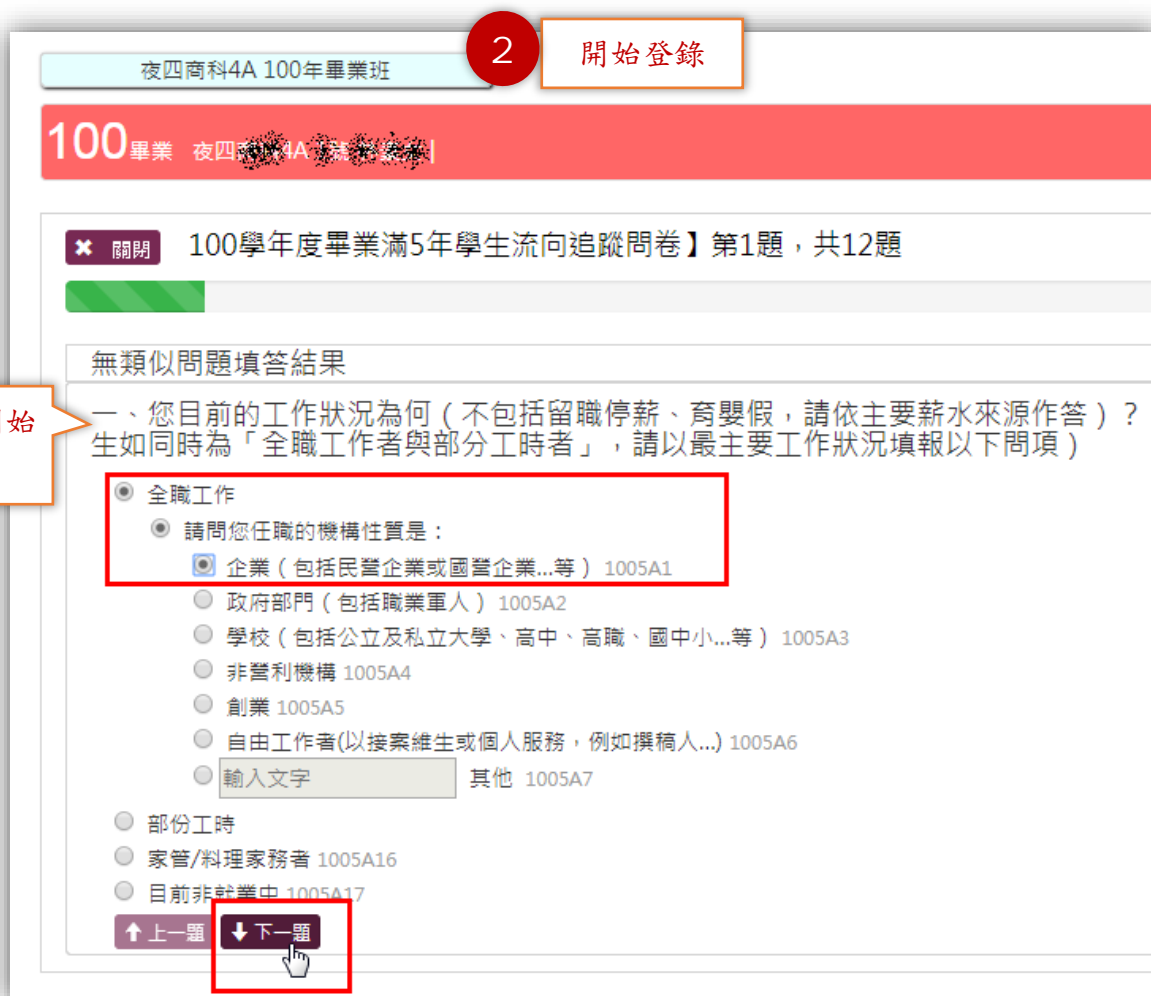 夜四商科4A 100年畢業班
2
開始登錄
100畢業 夜四 4A
✖ 關閉
100學年度畢業滿5年學生流向追蹤問卷】第1題，共12題
無類似問題填答結果
始
一、您目前的工作狀況為何（不包括留職停薪、育嬰假，請依主要薪水來源作答）？
生如同時為「全職工作者與部分工時者」，請以最主要工作狀況填報以下問項）
全職工作
請問您任職的機構性質是：
企業（包括民營企業或國營企業...等） 1005A1
政府部門（包括職業軍人） 1005A2
學校（包括公立及私立大學、高中、高職、國中小...等） 1005A3
非營利機構 1005A4
創業 1005A5
自由工作者(以接案維生或個人服務，例如撰稿人...) 1005A6
輸入文字 其他 1005A7
部份工時
家管/料理家務者 1005A16
目前非就業中 1005A17
上一題
下一題